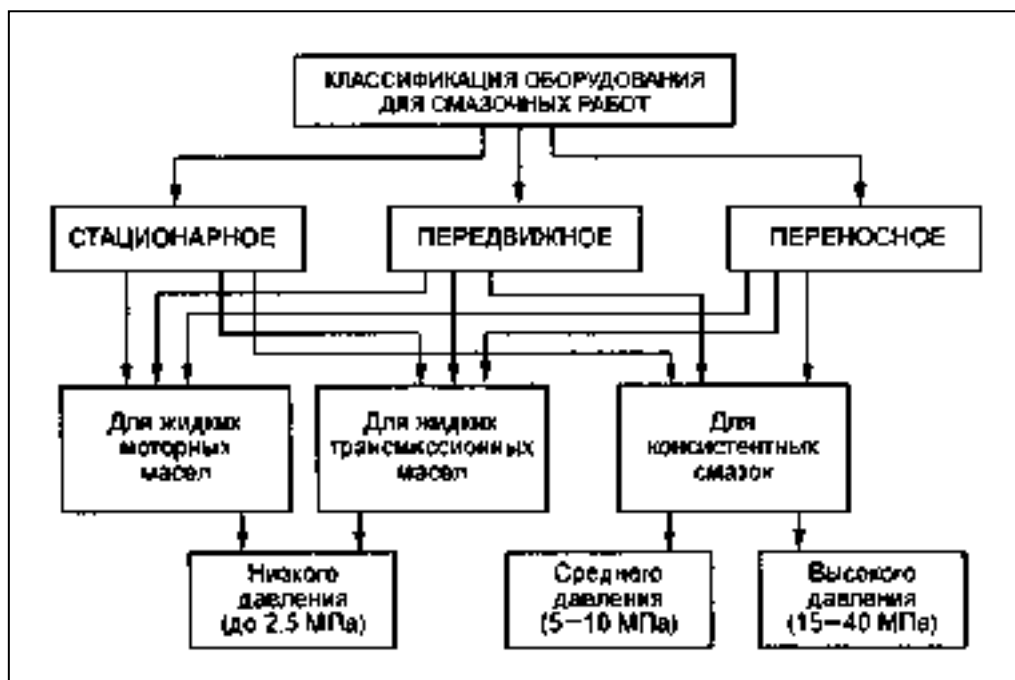 КЛАССИФИКАЦИЯ ОБОРУДОВАНИЯ
ДЛЯ СМАЗОЧНЫХ РАБОТ
СТАЦИОНАРНОЕ
ПЕРЕДВИЖНОЕ
ПЕРЕНОСНОЕ
Для жидких
моторных
масел
Для жидких
трансмиссионных
масел
Для
консистентных
смазок
Низкого
давления
(до 2.5 МПа)
Среднего
давления
(5–10 МПа)
Высокого
давления
(15–40 МПа)